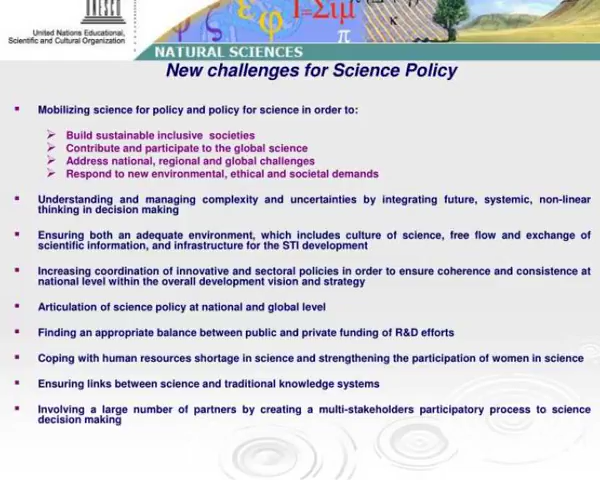 UNESCO
United Nations Educational,
Scientific and Cultural Organization
NATURAL SCIENCES
New challenges for Science Policy
Mobilizing science for policy and policy for science in order to:
Build sustainable inclusive societies
Contribute and participate to the global science
Address national, regional and global challenges
Respond to new environmental, ethical and societal demands
Understanding and managing complexity and uncertainties by integrating future, systemic, non-linear
thinking in decision making
Ensuring both an adequate environment, which includes culture of science, free flow and exchange of
scientific information, and infrastructure for the STI development
Increasing coordination of innovative and sectoral policies in order to ensure coherence and consistence at
national level within the overall development vision and strategy
Articulation of science policy at national and global level
Finding an appropriate balance between public and private funding of R&D efforts
Coping with human resources shortage in science and strengthening the participation of women in science
Ensuring links between science and traditional knowledge systems
Involving a large number of partners by creating a multi-stakeholders participatory process to science
decision making